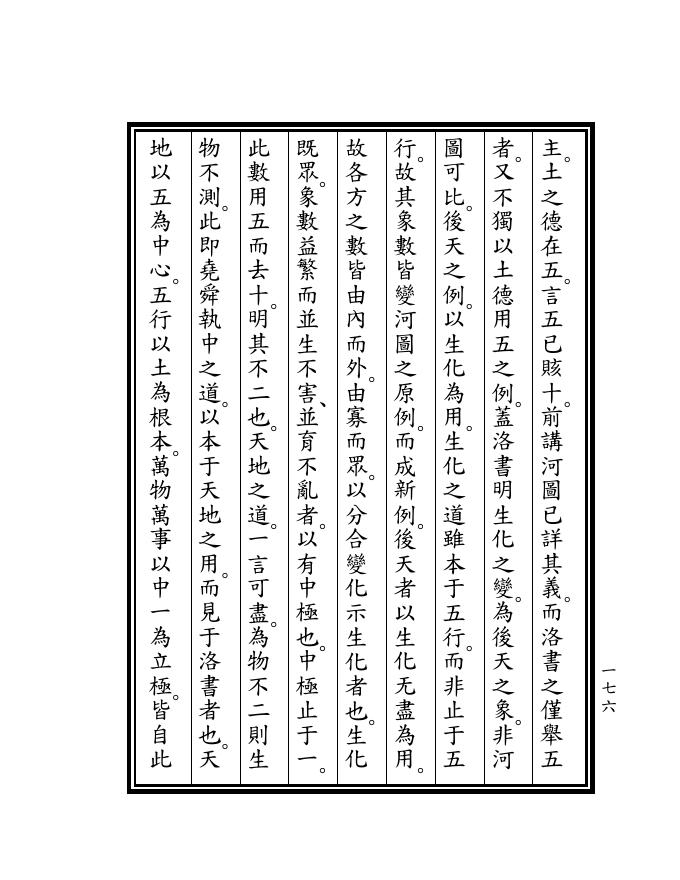 主。土之德在五。言五已賅十。前講河圖已詳其義。而洛書之僅舉五
者。又不獨以土德用五之例。蓋洛書明生化之變。為後天之象。非河
圖可比。後天之例。以生化為用。生化之道雖本于五行。而非止于五
行。故其象數皆變河圖之原例。而成新例。後天者以生化无盡為用。
故各方之數皆由內而外。由寡而眾。以分合變化示生化者也。生化
既眾。象數益繁而並生不害、並育不亂者。以有中極也。中極止于一。
此數用五而去十。明其不二也。天地之道。一言可盡。為物不二則生
物不測。此即堯舜執中之道。以本于天地之用。而見于洛書者也。天
地以五為中心。五行以土為根本。萬物萬事以中一為立極。皆自此
一七六